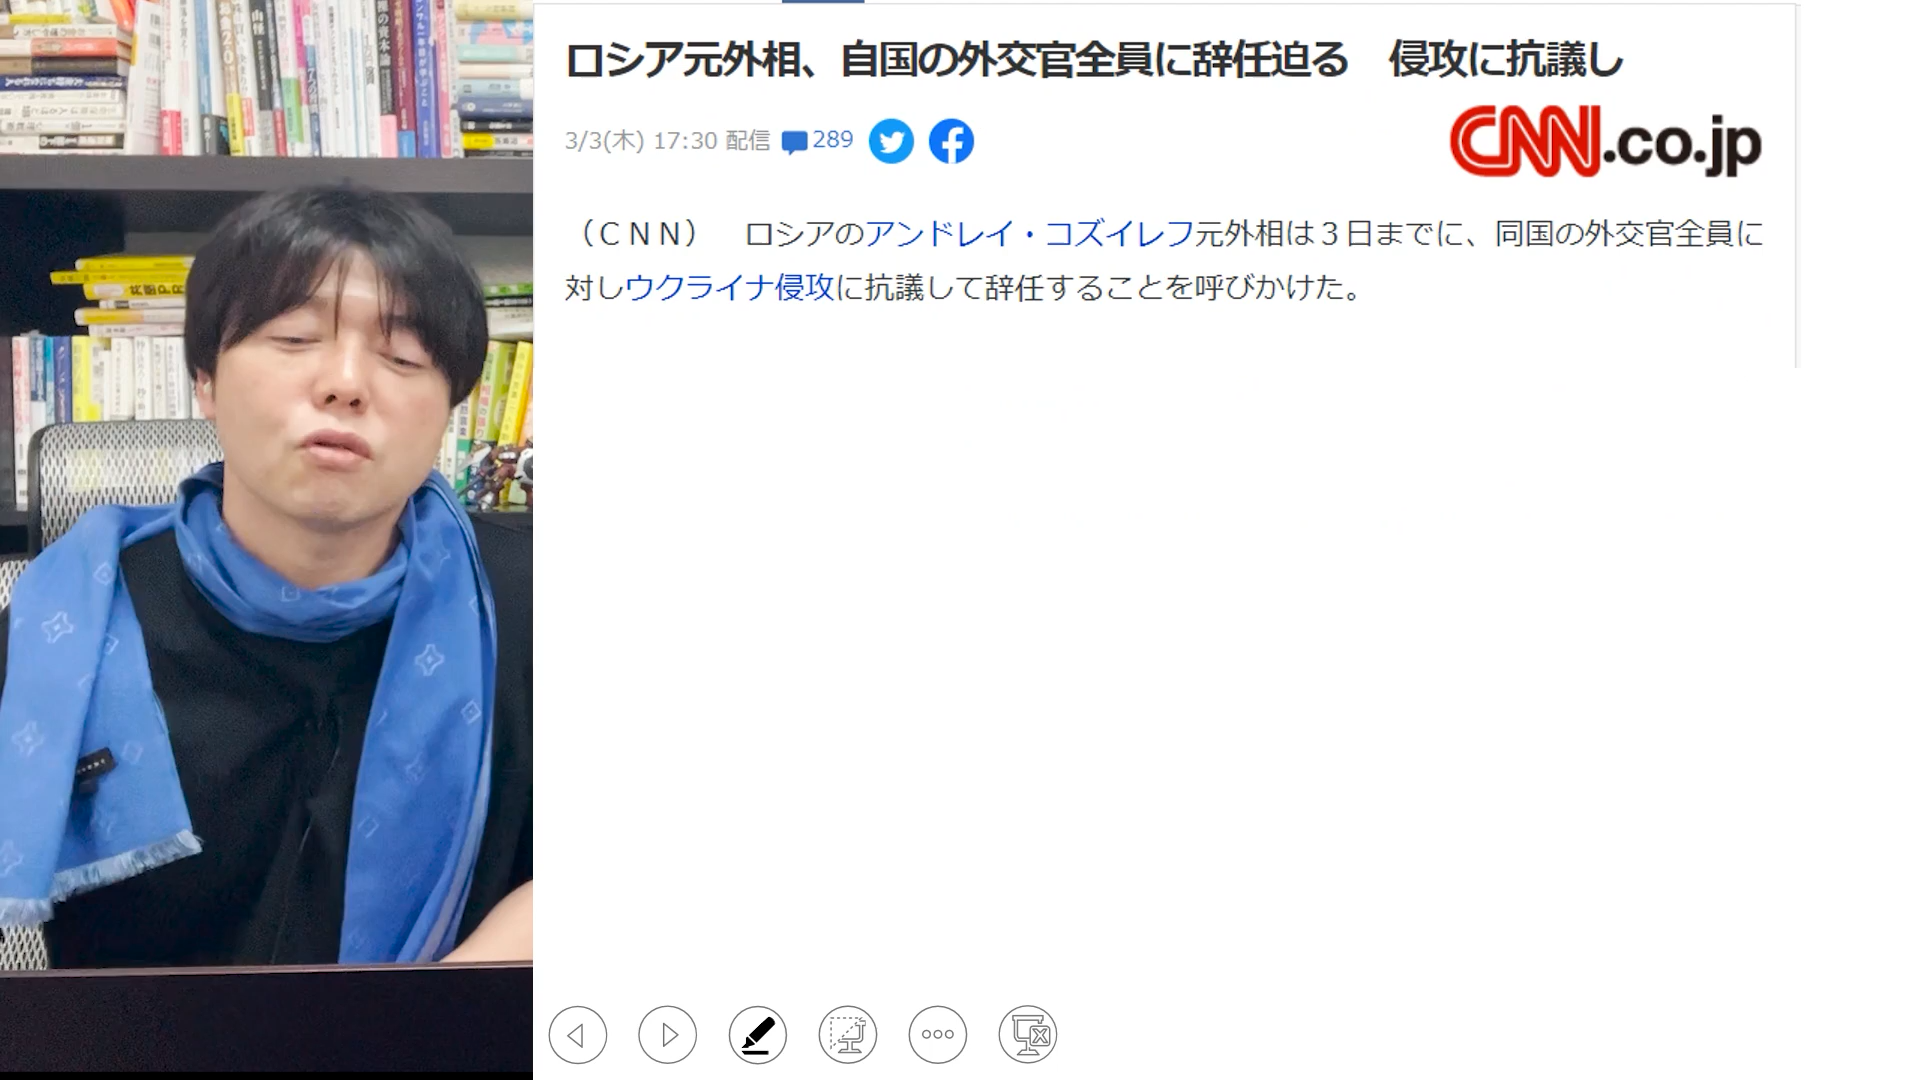 ロシア元外相、自国の外交官全員に辞任迫る　侵攻に抗議し
3/3(木) 17:30 配信 289
CNN.co.jp
（ＣＮＮ）　ロシアのアンドレイ・コズイレフ元外相は３日までに、同国の外交官全員に
対しウクライナ侵攻に抗議して辞任することを呼びかけた。